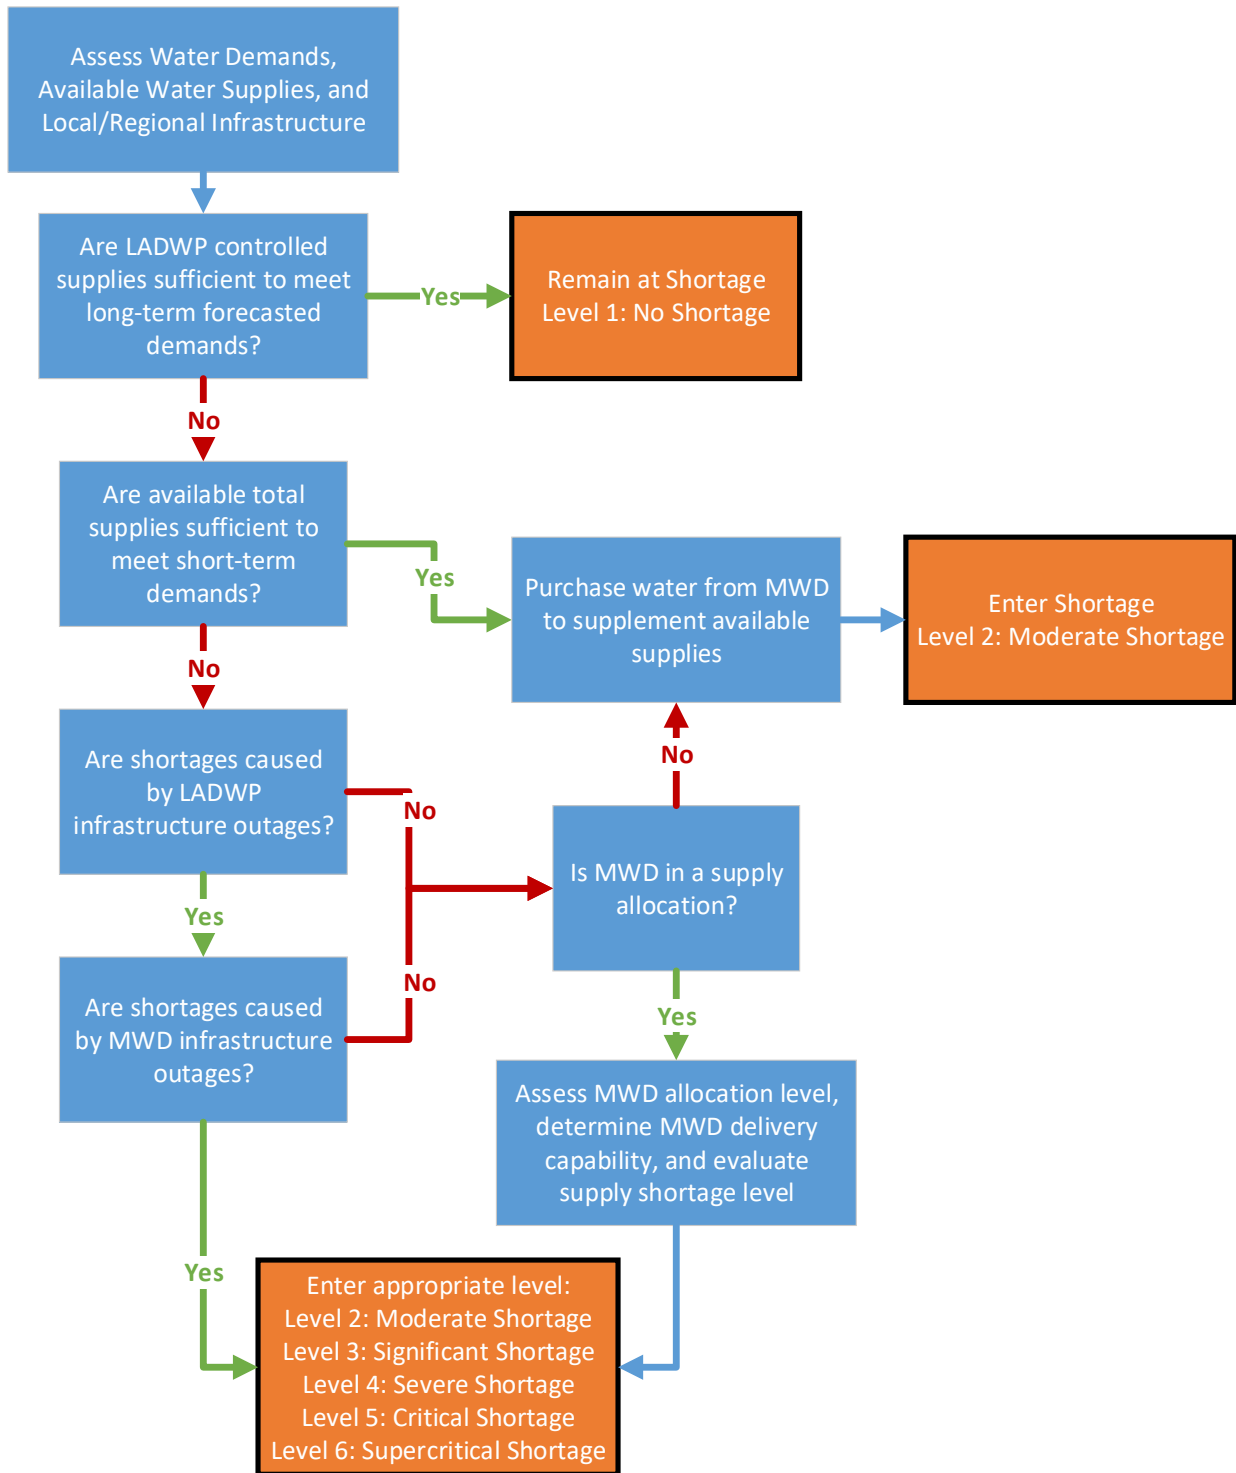 Assess Water Demands,
Available Water Supplies, and
Local/Regional Infrastructure
Are LADWP controlled
supplies sufficient to meet
long-term forecasted
demands?
Yes
Remain at Shortage
Level 1: No Shortage
No
Are available total
supplies sufficient to
meet short-term
demands?
Yes
Purchase water from MWD
to supplement available
supplies
Enter Shortage
Level 2: Moderate Shortage
No
Are shortages caused
by LADWP
infrastructure outages?
No
No
Is MWD in a supply
allocation?
Yes
Are shortages caused
by MWD infrastructure
outages?
No
Yes
Assess MWD allocation level,
determine MWD delivery
capability, and evaluate
supply shortage level
Yes
Enter appropriate level:
Level 2: Moderate Shortage
Level 3: Significant Shortage
Level 4: Severe Shortage
Level 5: Critical Shortage
Level 6: Supercritical Shortage